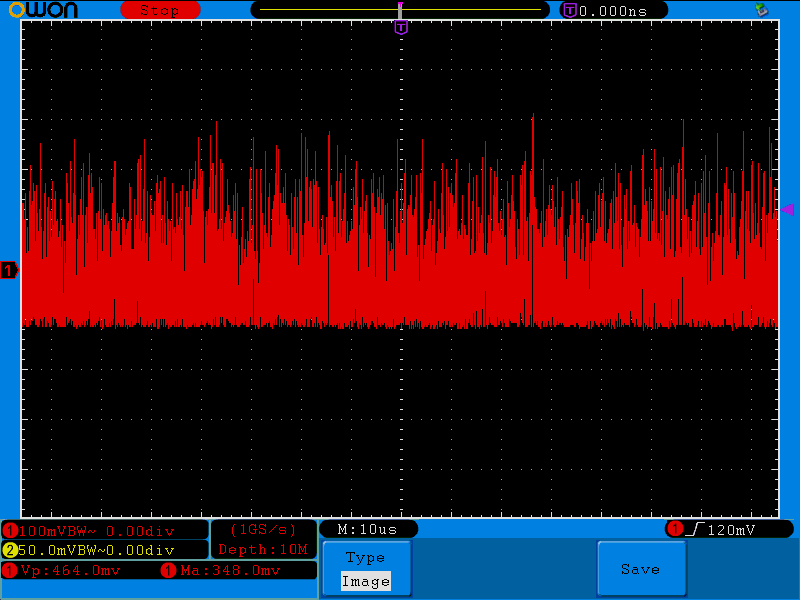 OWON Stop T 0.000ns
T
1
1 100mVBW~ 0.00div (1GS/s) M:10us 1 120mV
2 50.0mVBW~0.00div Depth:10M Type
1 Vp:464.0mv 1 Ma:348.0mv Save
Image